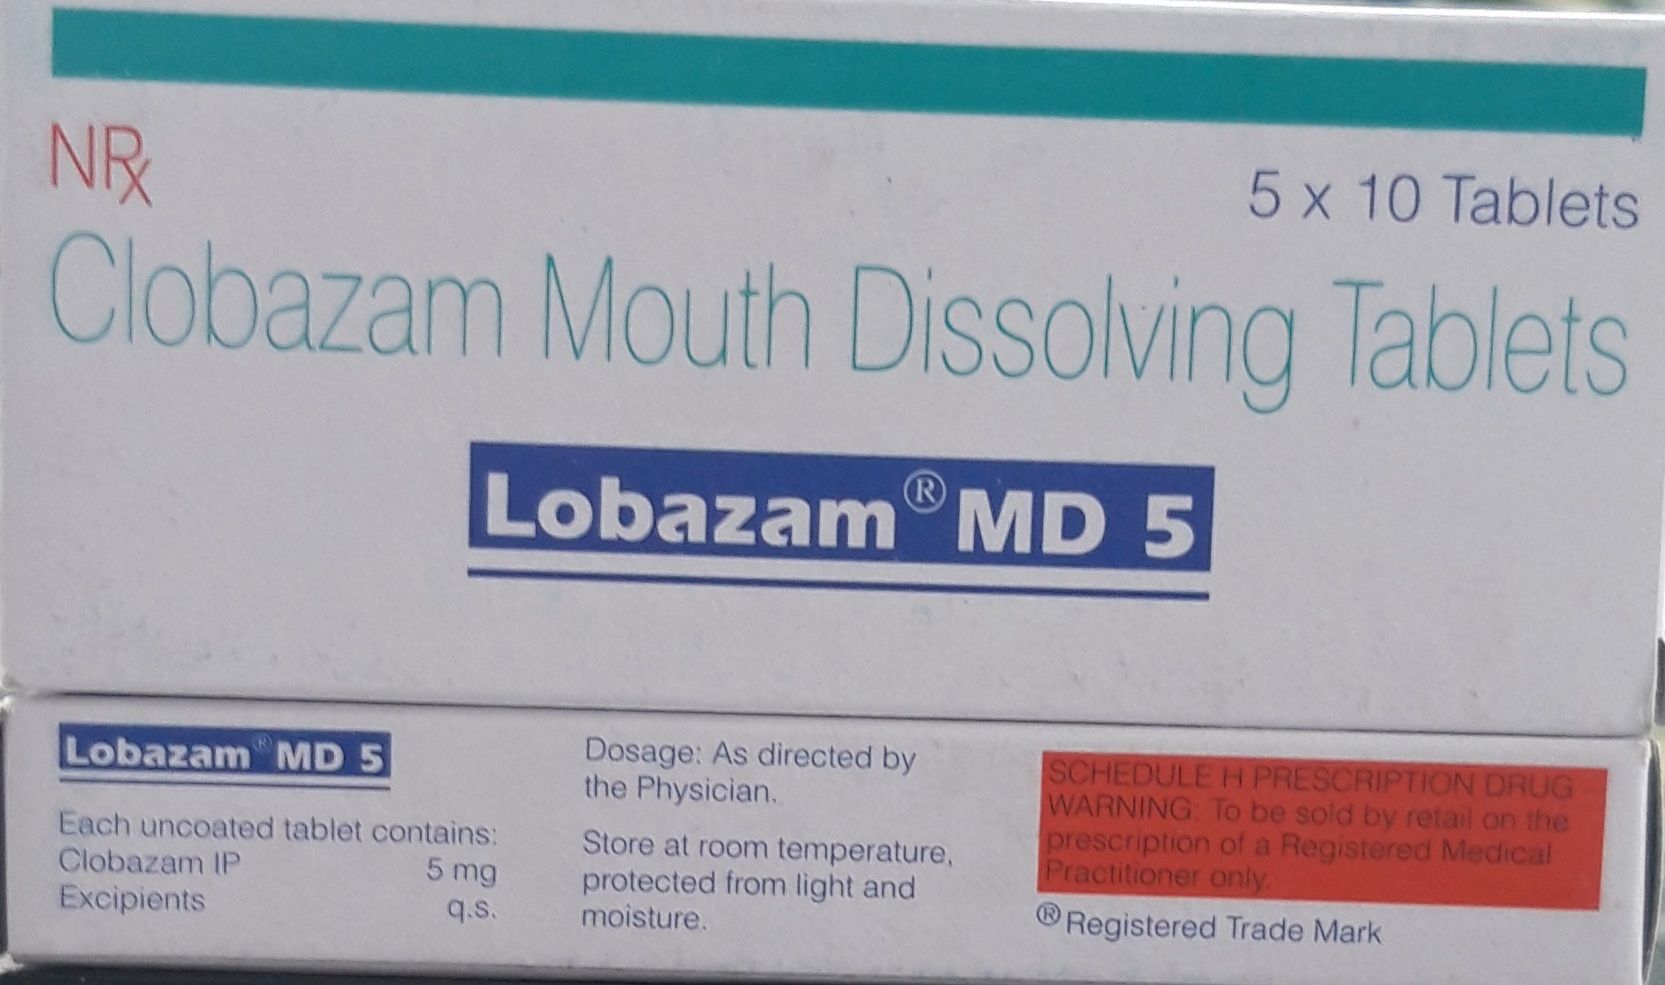 NRx
5 x 10 Tablets
Clobazam Mouth Dissolving Tablets
Lobazam® MD 5
Lobazam® MD 5
Each uncoated tablet contains:
Clobazam IP 5 mg
Excipients q.s.
Dosage: As directed by
the Physician.
Store at room temperature,
protected from light and
moisture.
SCHEDULE H PRESCRIPTION DRUG -
WARNING: To be sold by retail on the
prescription of a Registered Medical
Practitioner only.
® Registered Trade Mark